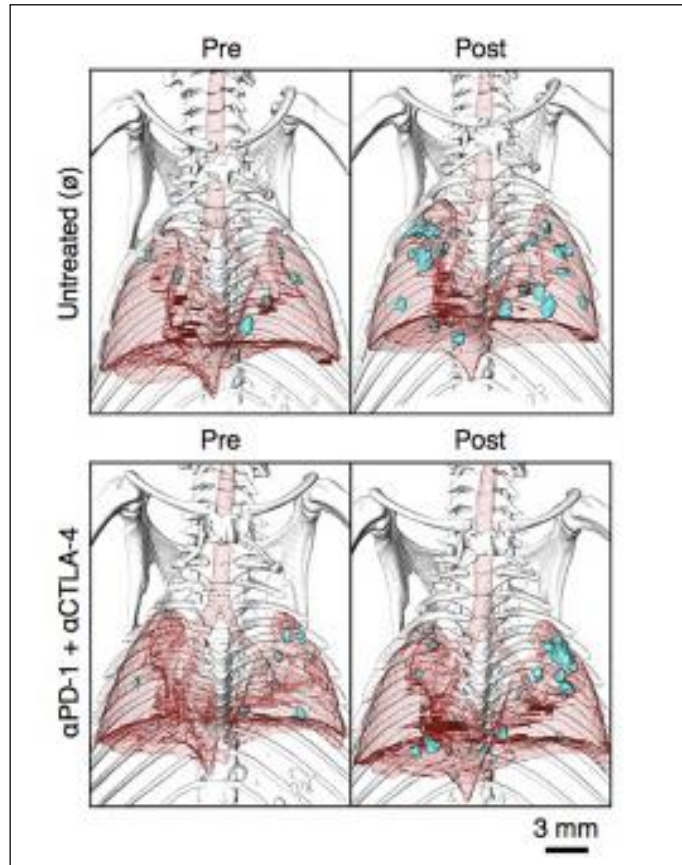 Pre Post
Untreated (ø)
Pre Post
αPD-1 + αCTLA-4
3 mm